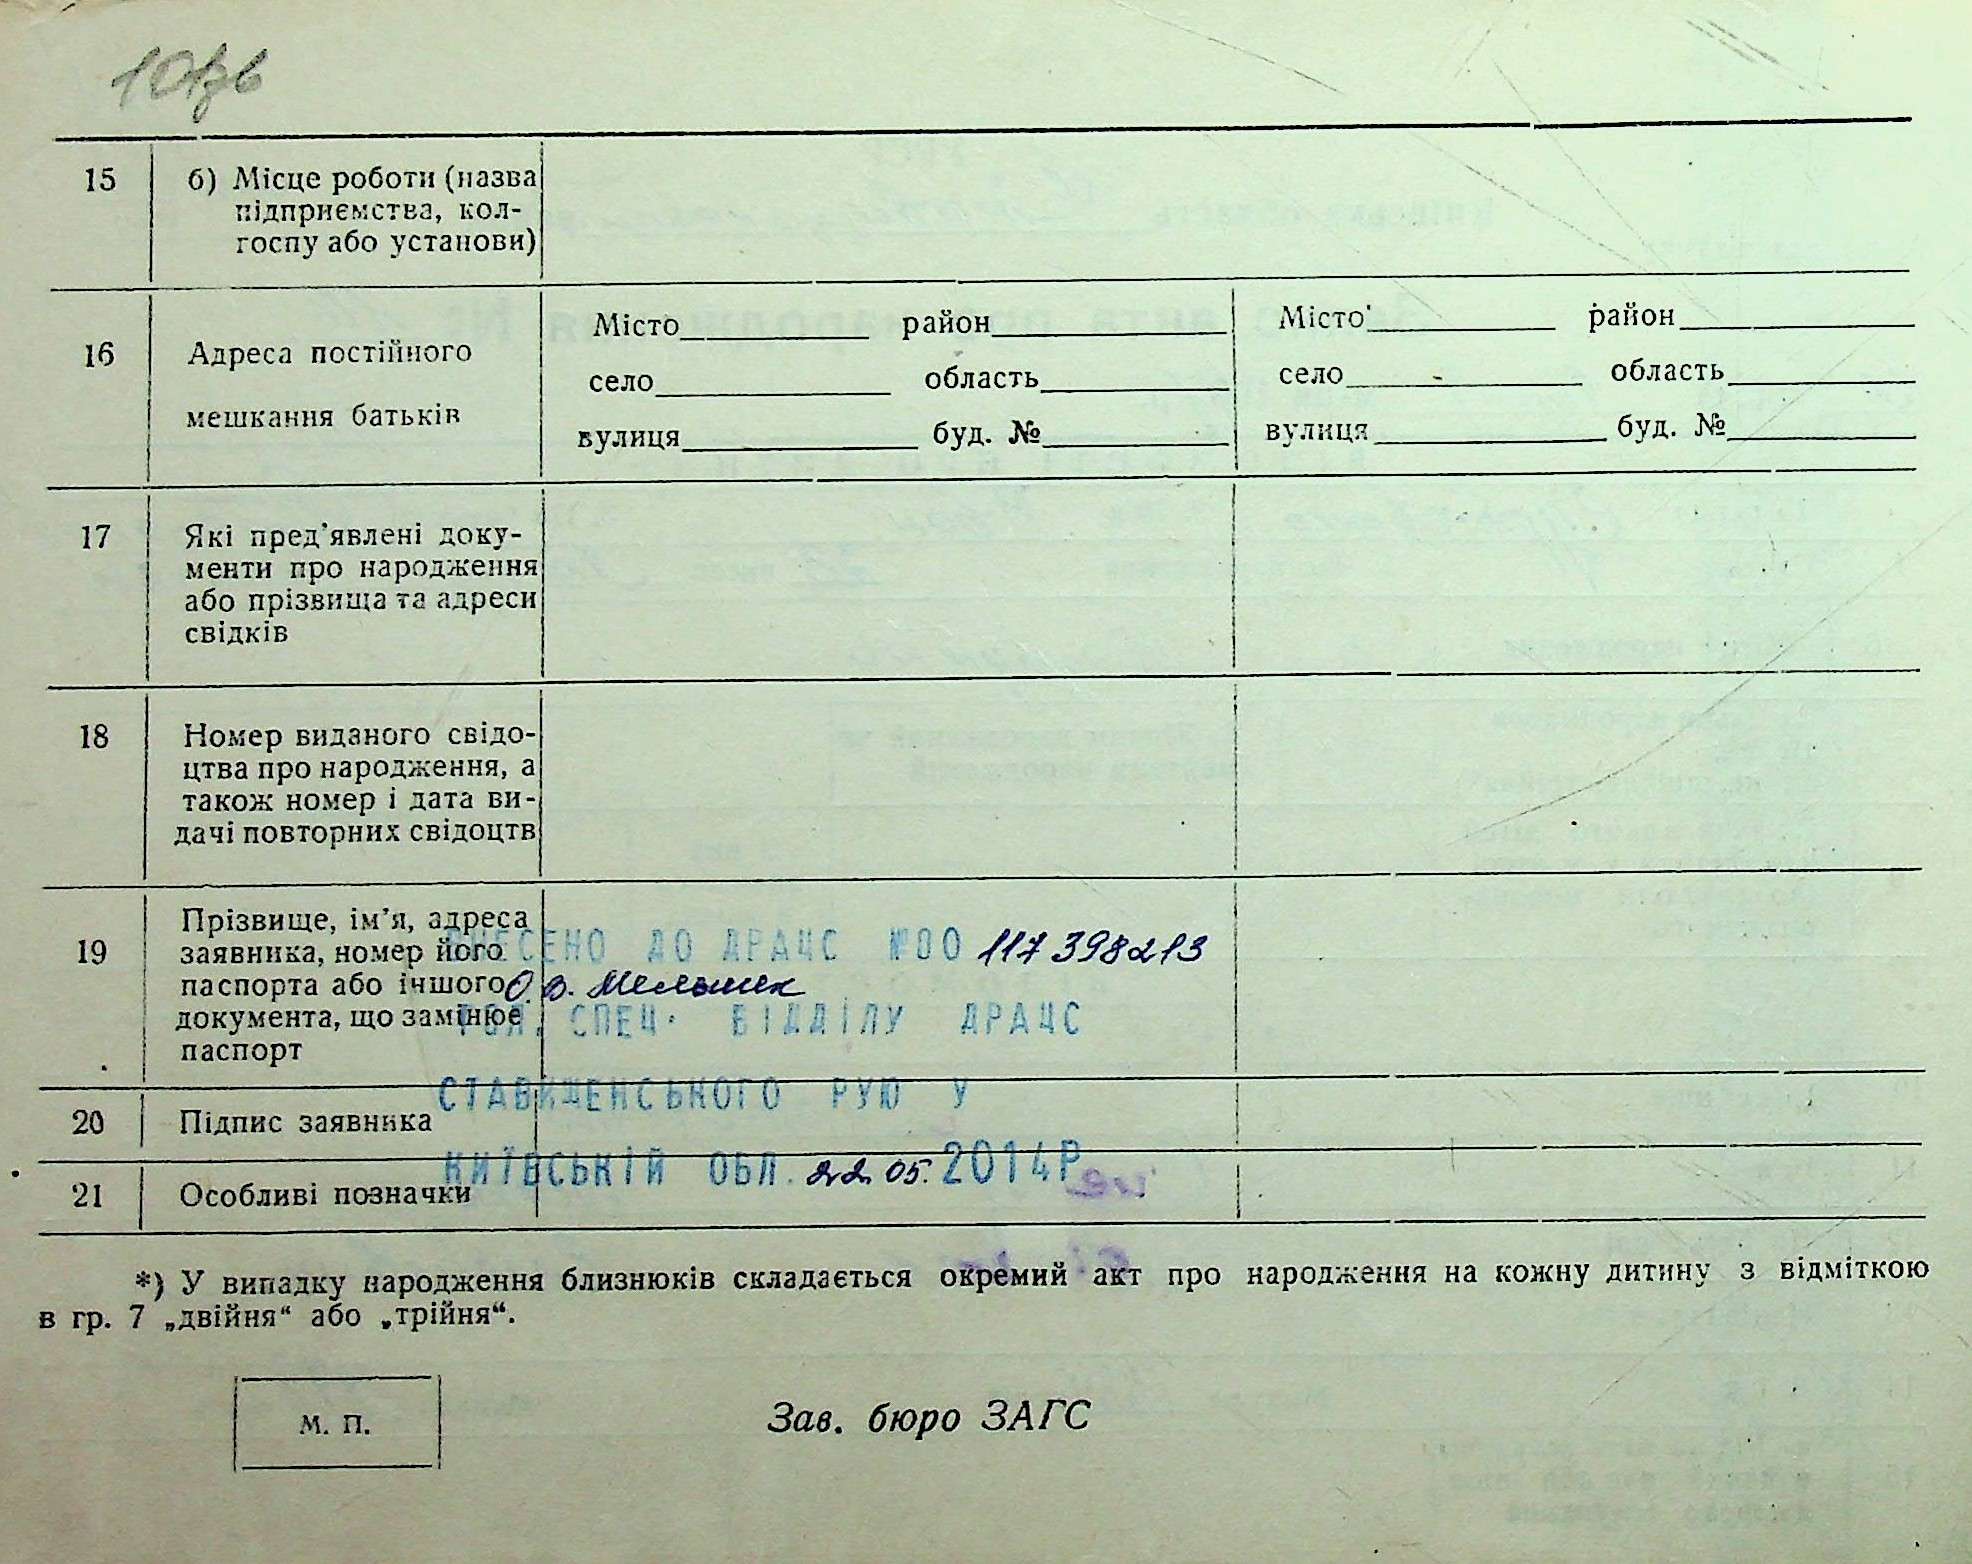 15 б) Місце роботи (назва
підприємства, кол-
госпу або установи)
Місто район Місто район
16 Адреса постійного
село область село область
мешкання батьків
вулиця буд. № вулиця буд. №
17 Які пред'явлені доку-
менти про народження
або прізвища та адреси
свідків
18 Номер виданого свідо-
цтва про народження, а
також номер і дата ви-
дачі повторних свідоцтв
19 Прізвище, ім'я, адреса
заявника, номер його
паспорта або іншого
документа, що замінює
паспорт
ВНЕСЕНО ДО ДРАЦС №00 117398213
О.В.
ГОЛ. СПЕЦ. ВІДДІЛУ ДРАЦС
СТАВИЩЕНСЬКОГО РУЮ У
20 Підпис заявника
КИЇВСЬКІЙ ОБЛ. 22.05.2014Р
21 Особливі позначки
*) У випадку народження близнюків складається окремий акт про народження на кожну дитину з відміткою
в гр. 7 „двійня“ або „трійня“.
М. П.
Зав. бюро ЗАГС